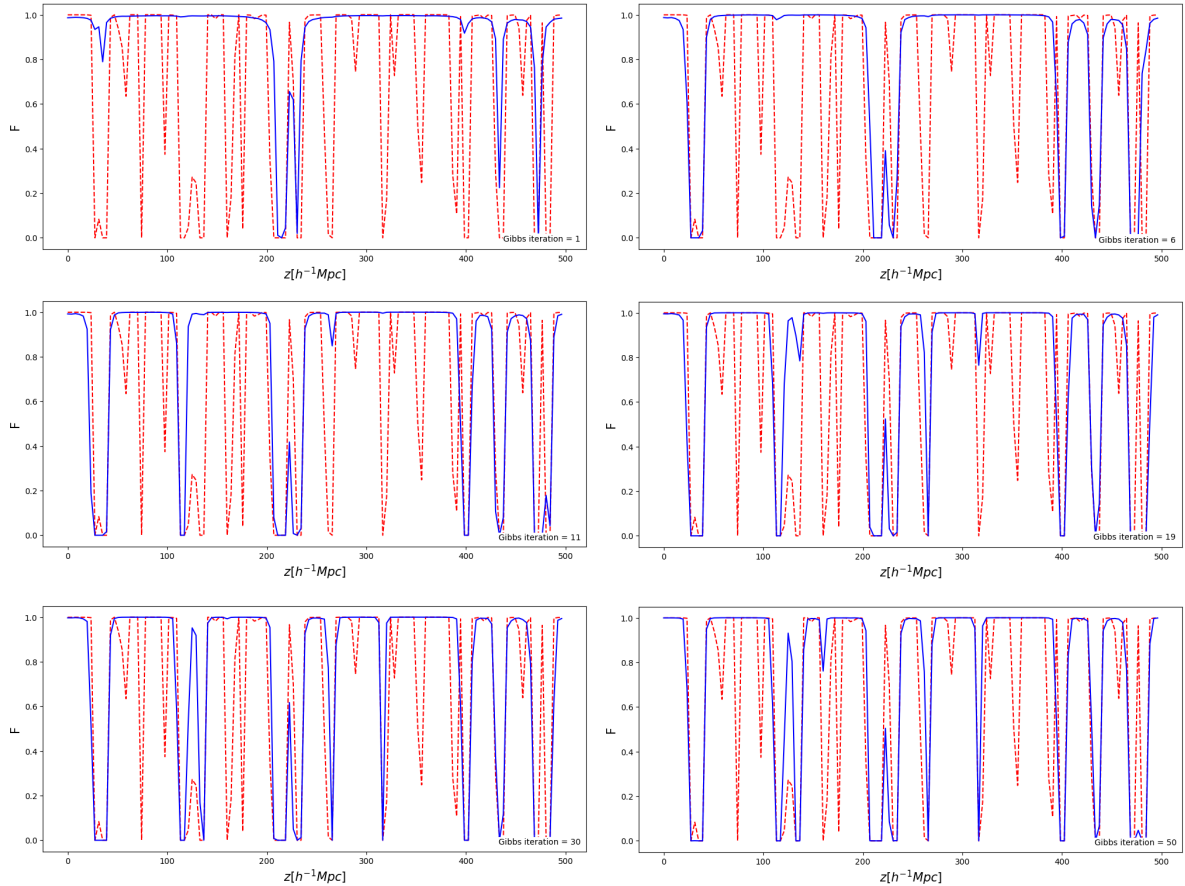 1.0
0.8
0.6
0.4
0.2
0.0
F
0 100 200 300 400 500
z[h⁻¹Mpc]
Gibbs iteration = 1
1.0
0.8
0.6
0.4
0.2
0.0
F
0 100 200 300 400 500
z[h⁻¹Mpc]
Gibbs iteration = 6
1.0
0.8
0.6
0.4
0.2
0.0
F
0 100 200 300 400 500
z[h⁻¹Mpc]
Gibbs iteration = 11
1.0
0.8
0.6
0.4
0.2
0.0
F
0 100 200 300 400 500
z[h⁻¹Mpc]
Gibbs iteration = 19
1.0
0.8
0.6
0.4
0.2
0.0
F
0 100 200 300 400 500
z[h⁻¹Mpc]
Gibbs iteration = 30
1.0
0.8
0.6
0.4
0.2
0.0
F
0 100 200 300 400 500
z[h⁻¹Mpc]
Gibbs iteration = 50